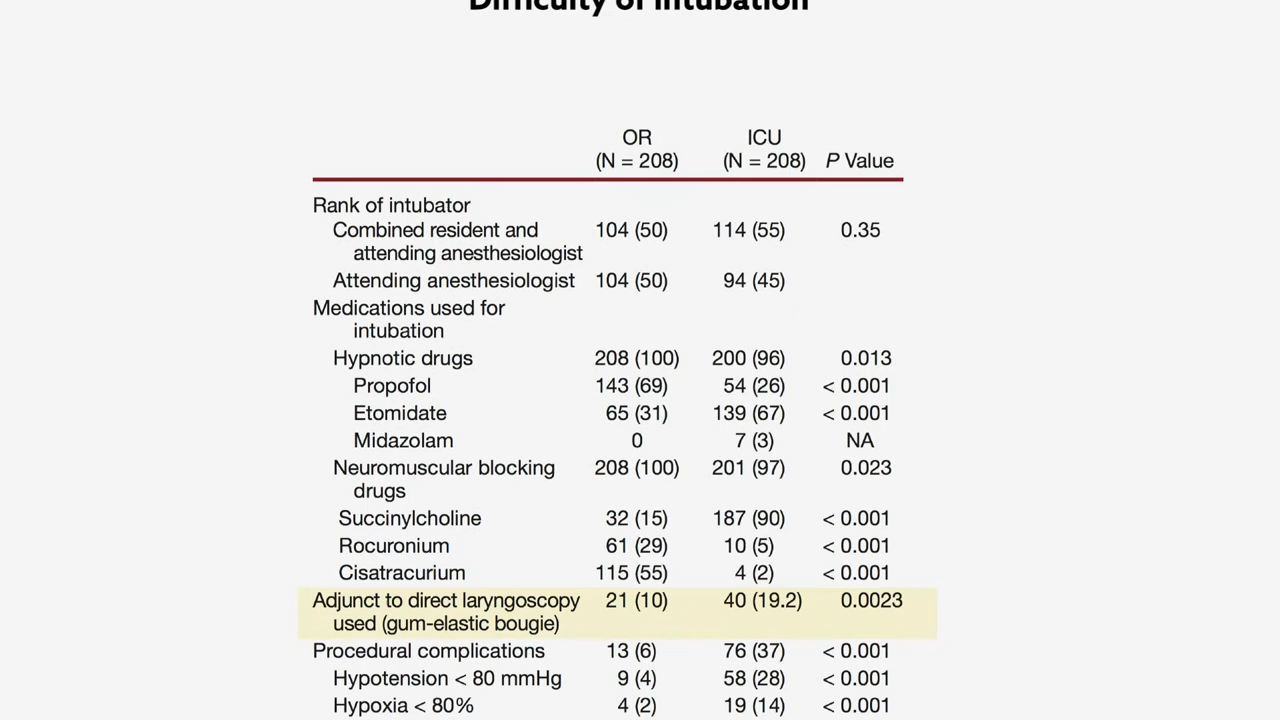 Difficulty of Intubation
OR ICU
(N = 208) (N = 208) P Value
Rank of intubator
Combined resident and 104 (50) 114 (55) 0.35
attending anesthesiologist
Attending anesthesiologist 104 (50) 94 (45)
Medications used for
intubation
Hypnotic drugs 208 (100) 200 (96) 0.013
Propofol 143 (69) 54 (26) < 0.001
Etomidate 65 (31) 139 (67) < 0.001
Midazolam 0 7 (3) NA
Neuromuscular blocking 208 (100) 201 (97) 0.023
drugs
Succinylcholine 32 (15) 187 (90) < 0.001
Rocuronium 61 (29) 10 (5) < 0.001
Cisatracurium 115 (55) 4 (2) < 0.001
Adjunct to direct laryngoscopy 21 (10) 40 (19.2) 0.0023
used (gum-elastic bougie)
Procedural complications 13 (6) 76 (37) < 0.001
Hypotension < 80 mmHg 9 (4) 58 (28) < 0.001
Hypoxia < 80% 4 (2) 19 (14) < 0.001